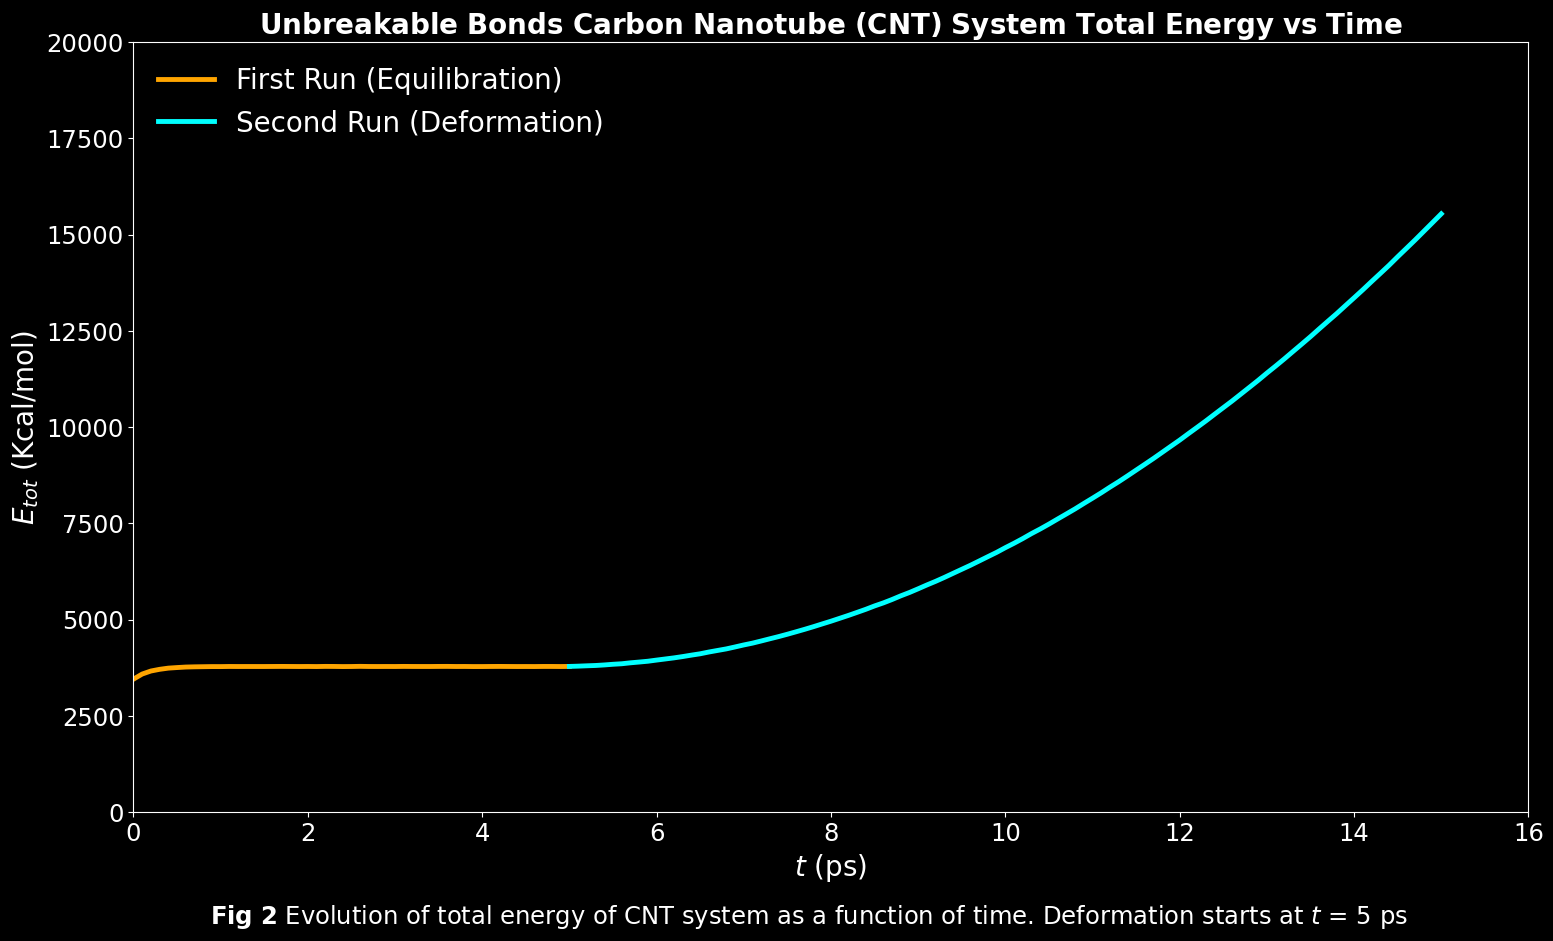 Unbreakable Bonds Carbon Nanotube (CNT) System Total Energy vs Time
20000
17500
15000
12500
10000
7500
5000
2500
0
E_tot (Kcal/mol)
First Run (Equilibration)
Second Run (Deformation)
0 2 4 6 8 10 12 14 16
t (ps)
Fig 2 Evolution of total energy of CNT system as a function of time. Deformation starts at t = 5 ps